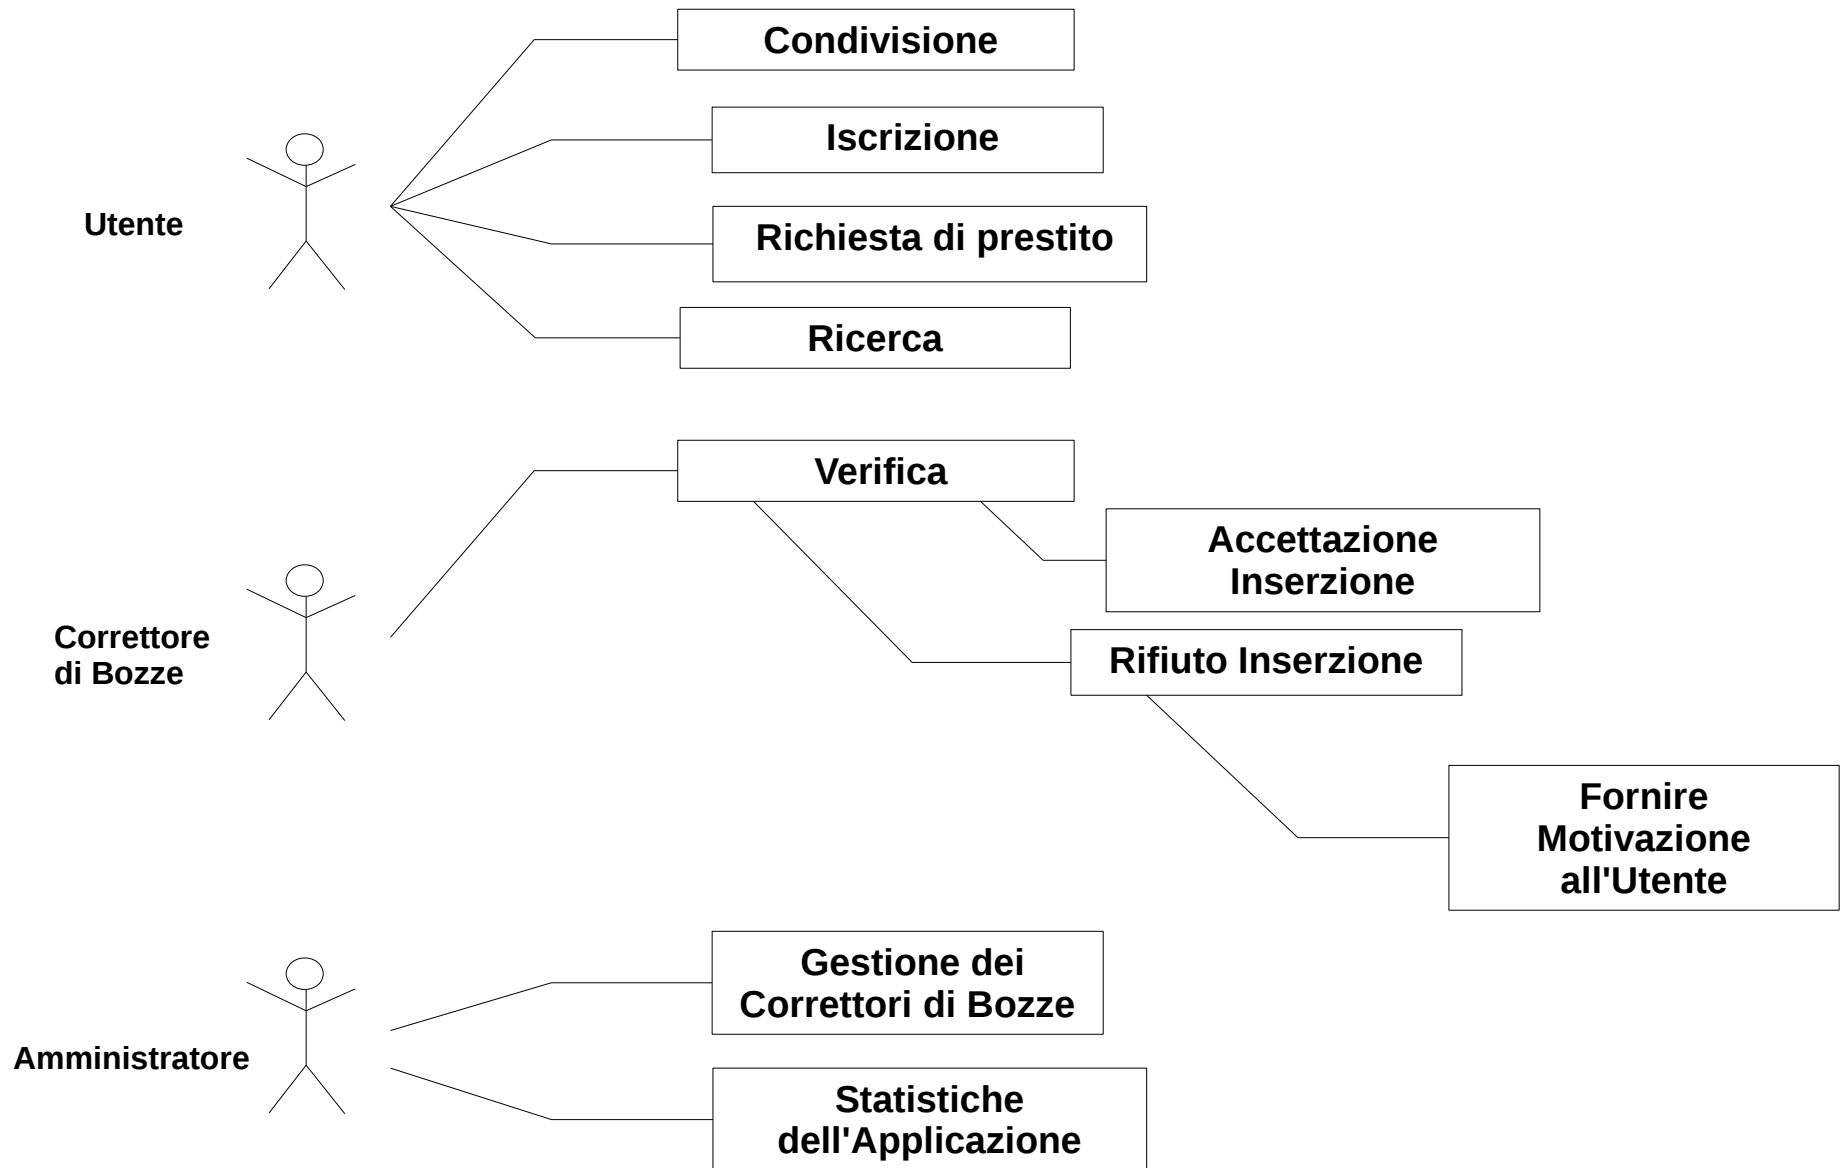 Condivisione
Iscrizione
Utente
Richiesta di prestito
Ricerca
Verifica
Accettazione
Inserzione
Correttore
di Bozze
Rifiuto Inserzione
Fornire
Motivazione
all'Utente
Gestione dei
Correttori di Bozze
Amministratore
Statistiche
dell'Applicazione